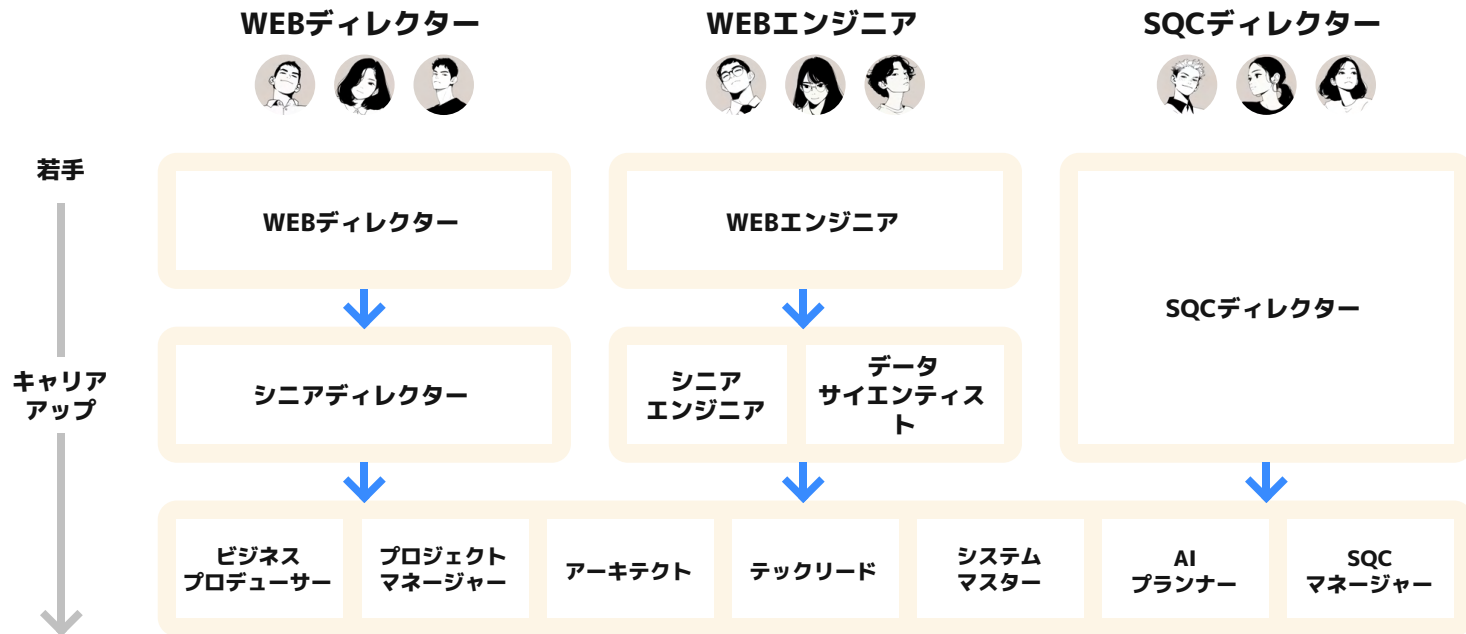 WEBディレクター
WEBエンジニア
SQCディレクター
若手
キャリア
アップ
WEBディレクター
WEBエンジニア
SQCディレクター
シニアディレクター
シニア
エンジニア
データ
サイエンティス
ト
ビジネス
プロデューサー
プロジェクト
マネージャー
アーキテクト
テックリード
システム
マスター
AI
プランナー
SQC
マネージャー